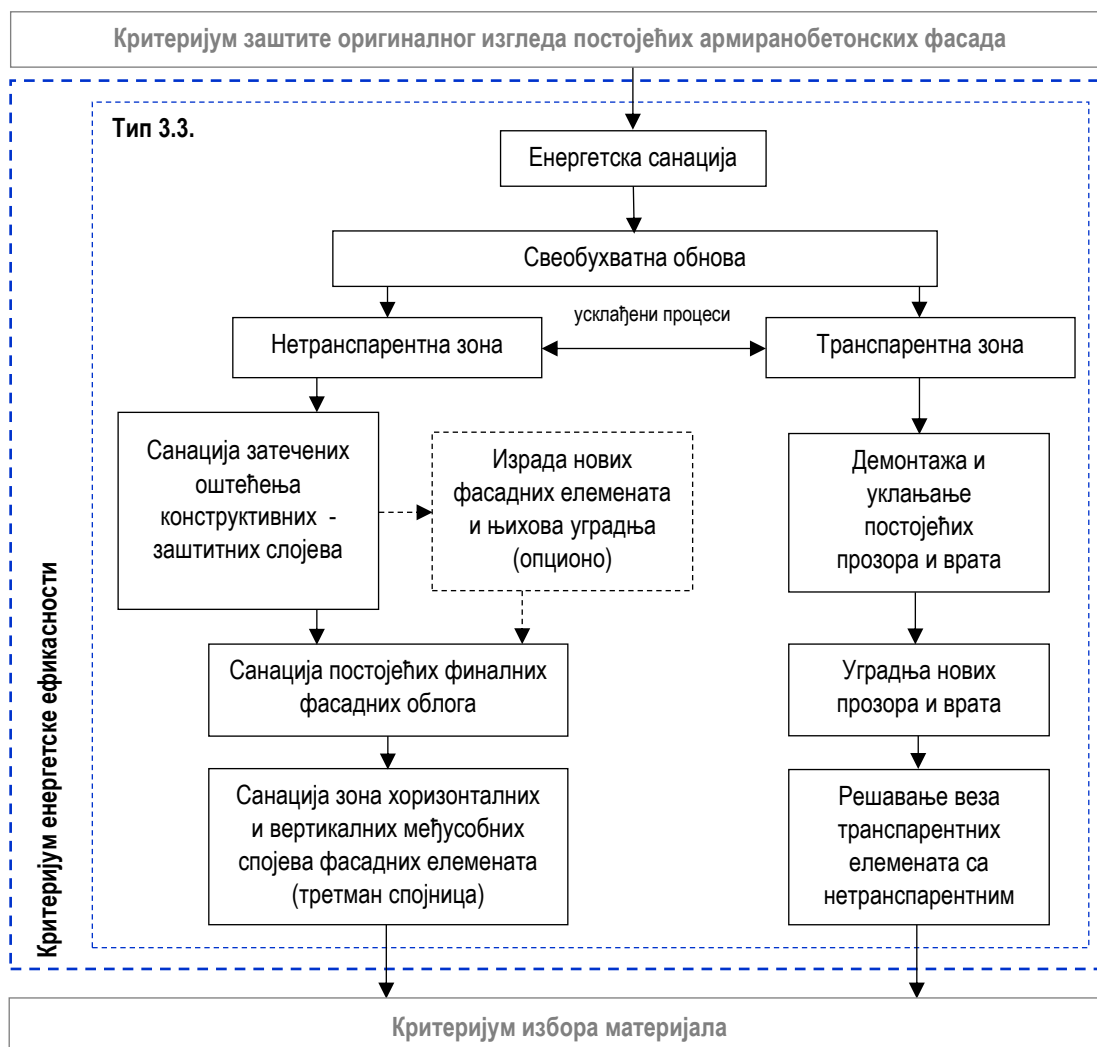 Критеријум заштите оригиналног изгледа постојећих армиранобетонских фасада
Критеријум енергетске ефикасности
Тип 3.3.
Енергетска санација
Свеобухватна обнова
усклађени процеси
Нетранспарентна зона
Транспарентна зона
Санација затечених
оштећења
конструктивних -
заштитних слојева
Израда нових
фасадних елемената
и њихова уградња
(опционо)
Демонтажа и
уклањање
постојећих
прозора и врата
Санација постојећих финалних
фасадних облога
Уградња нових
прозора и врата
Санација зона хоризонталних
и вертикалних међусобних
спојева фасадних елемената
(третман спојница)
Решавање веза
транспарентних
елемената са
нетранспарентним
Критеријум избора материјала